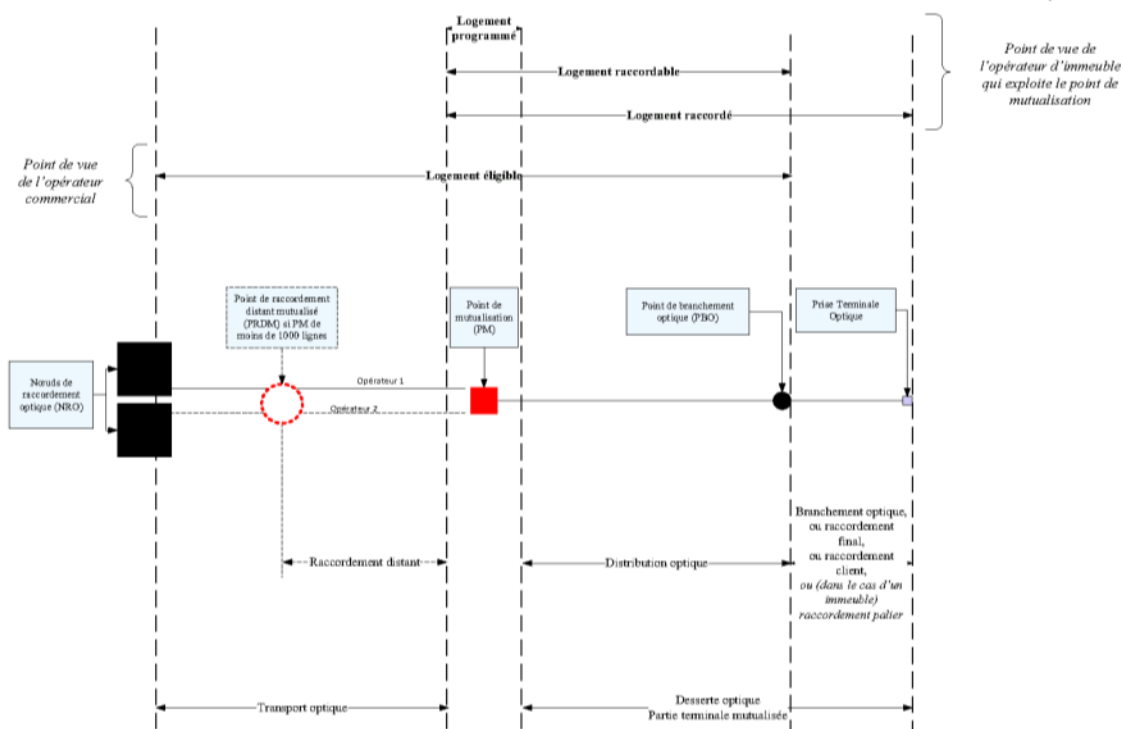 Logement
programmé
Logement raccordable
Logement raccordé
Point de vue de
l'opérateur d'immeuble
qui exploite le point de
mutualisation
Point de vue
de l'opérateur
commercial
Logement éligible
Point de raccordement
distant mutualisé
(PRDM) si PM de
moins de 1000 lignes
Point de
mutualisation
(PM)
Point de branchement
optique (PBO)
Prise Terminale
Optique
Nœuds de
raccordement
optique (NRO)
Opérateur 1
Opérateur 2
Raccordement distant
Distribution optique
Branchement optique,
ou raccordement
final,
ou raccordement
client,
ou (dans le cas d'un
immeuble)
raccordement palier
Transport optique
Desserte optique
Partie terminale mutualisée